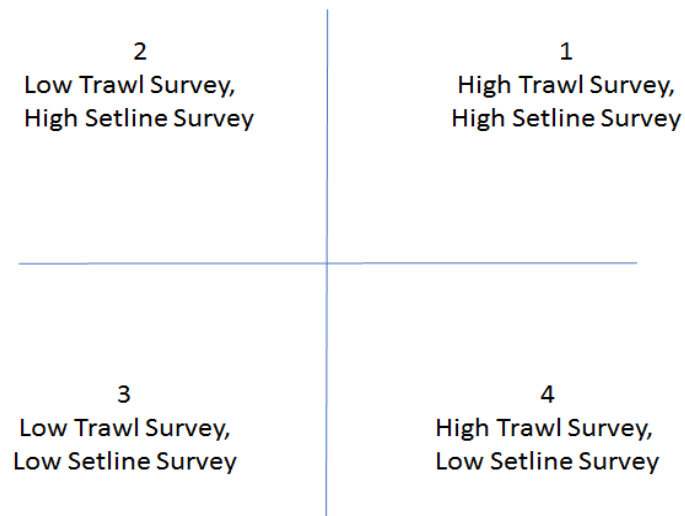 2
Low Trawl Survey,
High Setline Survey
1
High Trawl Survey,
High Setline Survey
3
Low Trawl Survey,
Low Setline Survey
4
High Trawl Survey,
Low Setline Survey